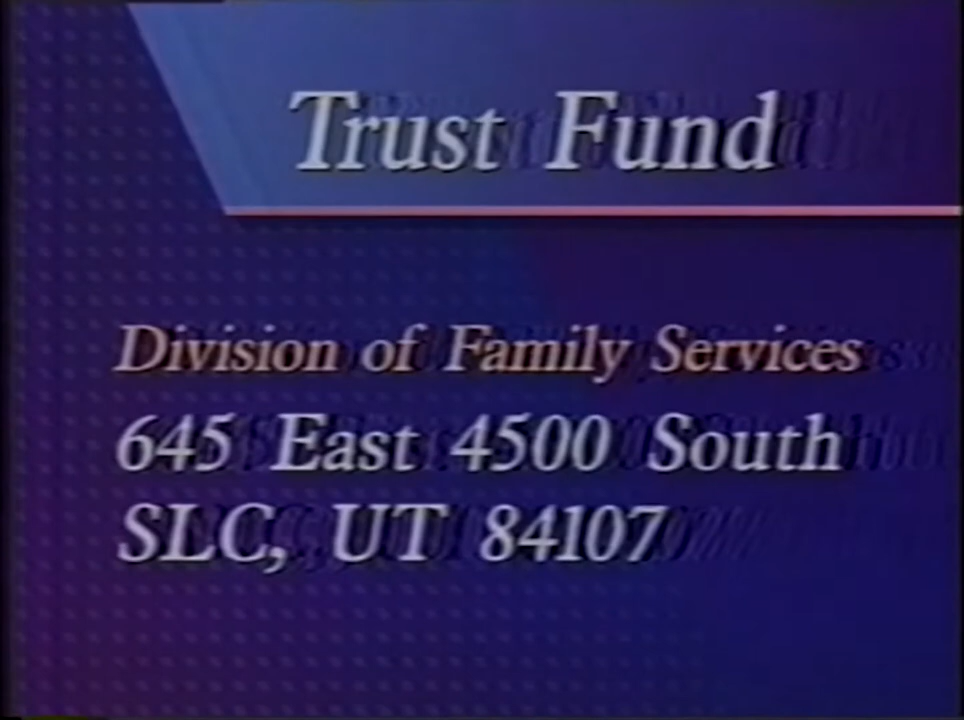 Trust Fund
Division of Family Services
645 East 4500 South
SLC, UT 84107